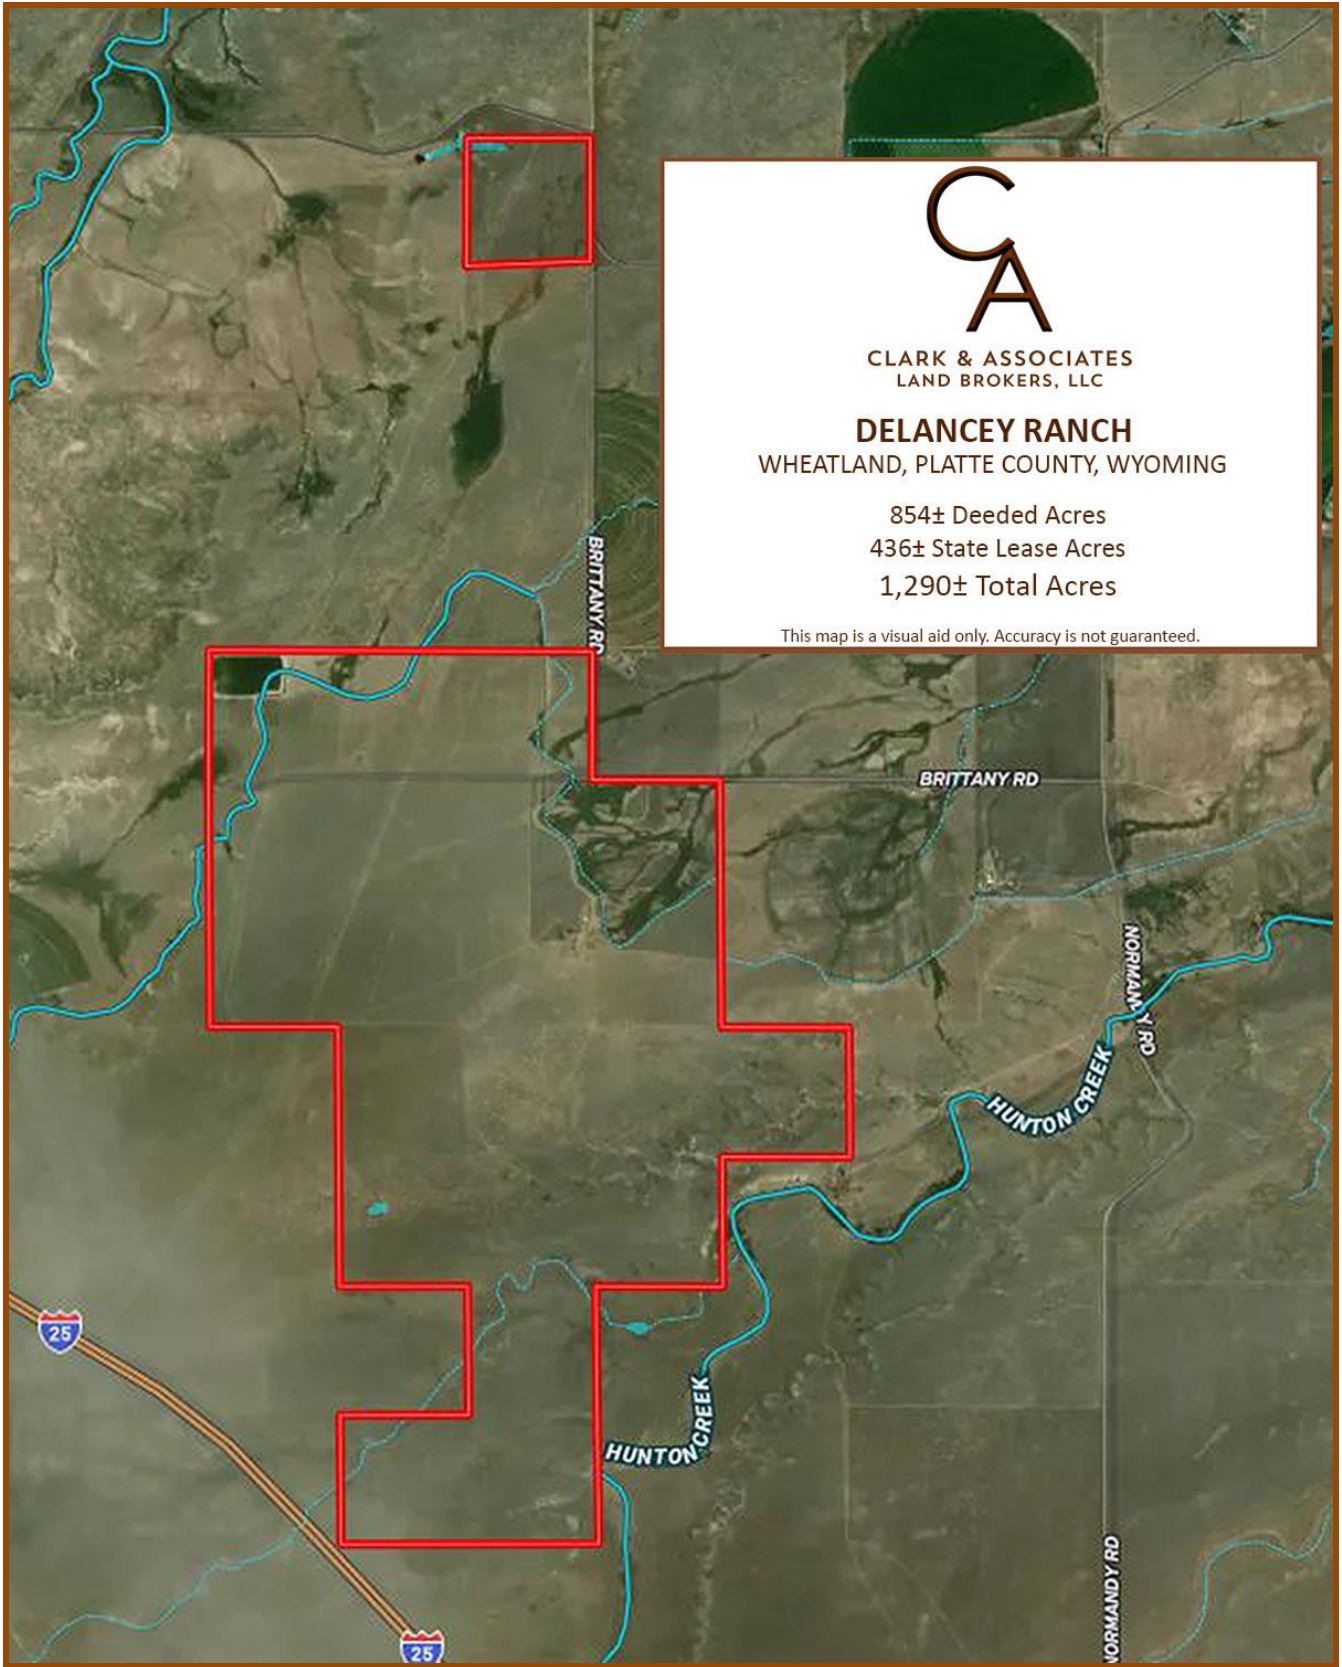 CA
CLARK & ASSOCIATES
LAND BROKERS, LLC
DELANCEY RANCH
WHEATLAND, PLATTE COUNTY, WYOMING
854± Deeded Acres
436± State Lease Acres
1,290± Total Acres
This map is a visual aid only. Accuracy is not guaranteed.
BRITTANY RD
BRITTANY RD
NORMANDY RD
HUNTON CREEK
25
HUNTON CREEK
NORMANDY RD
25